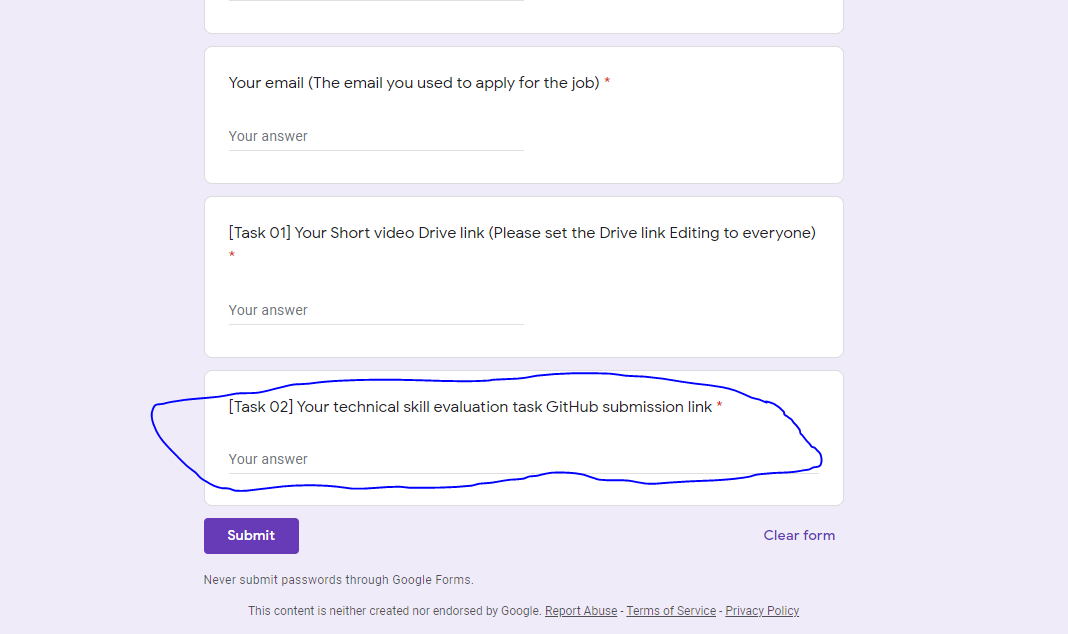 Your email (The email you used to apply for the job) *
Your answer
[Task 01] Your Short video Drive link (Please set the Drive link Editing to everyone)
*
Your answer
[Task 02] Your technical skill evaluation task GitHub submission link *
Your answer
Submit
Clear form
Never submit passwords through Google Forms.
This content is neither created nor endorsed by Google. Report Abuse - Terms of Service - Privacy Policy